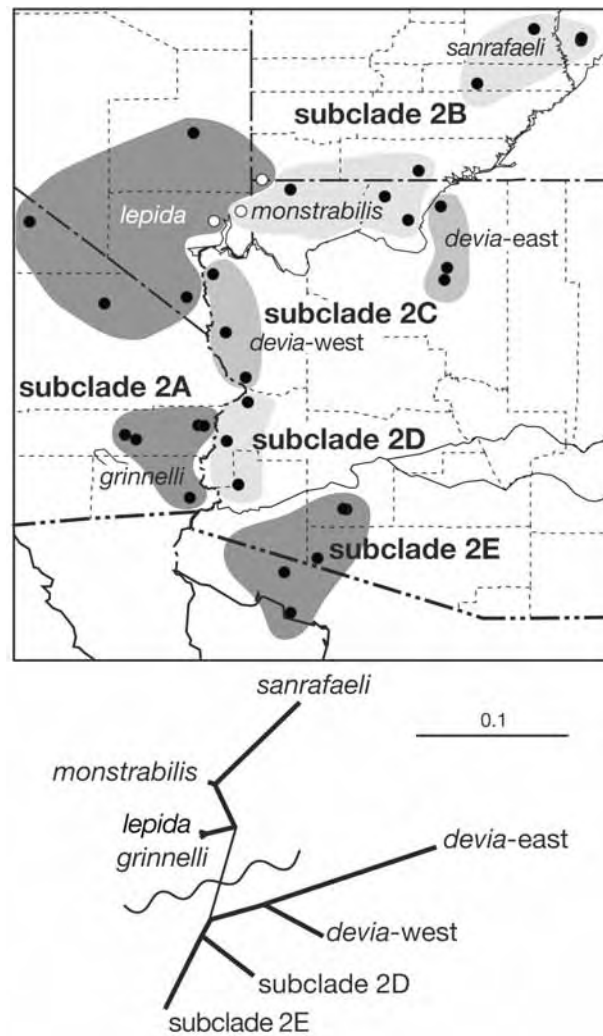 sanrafaeli
subclade 2B
lepida
monstrabilis
devia-east
subclade 2C
devia-west
subclade 2A
subclade 2D
grinnelli
subclade 2E
sanrafaeli
0.1
monstrabilis
lepida
grinnelli
devia-east
devia-west
subclade 2D
subclade 2E